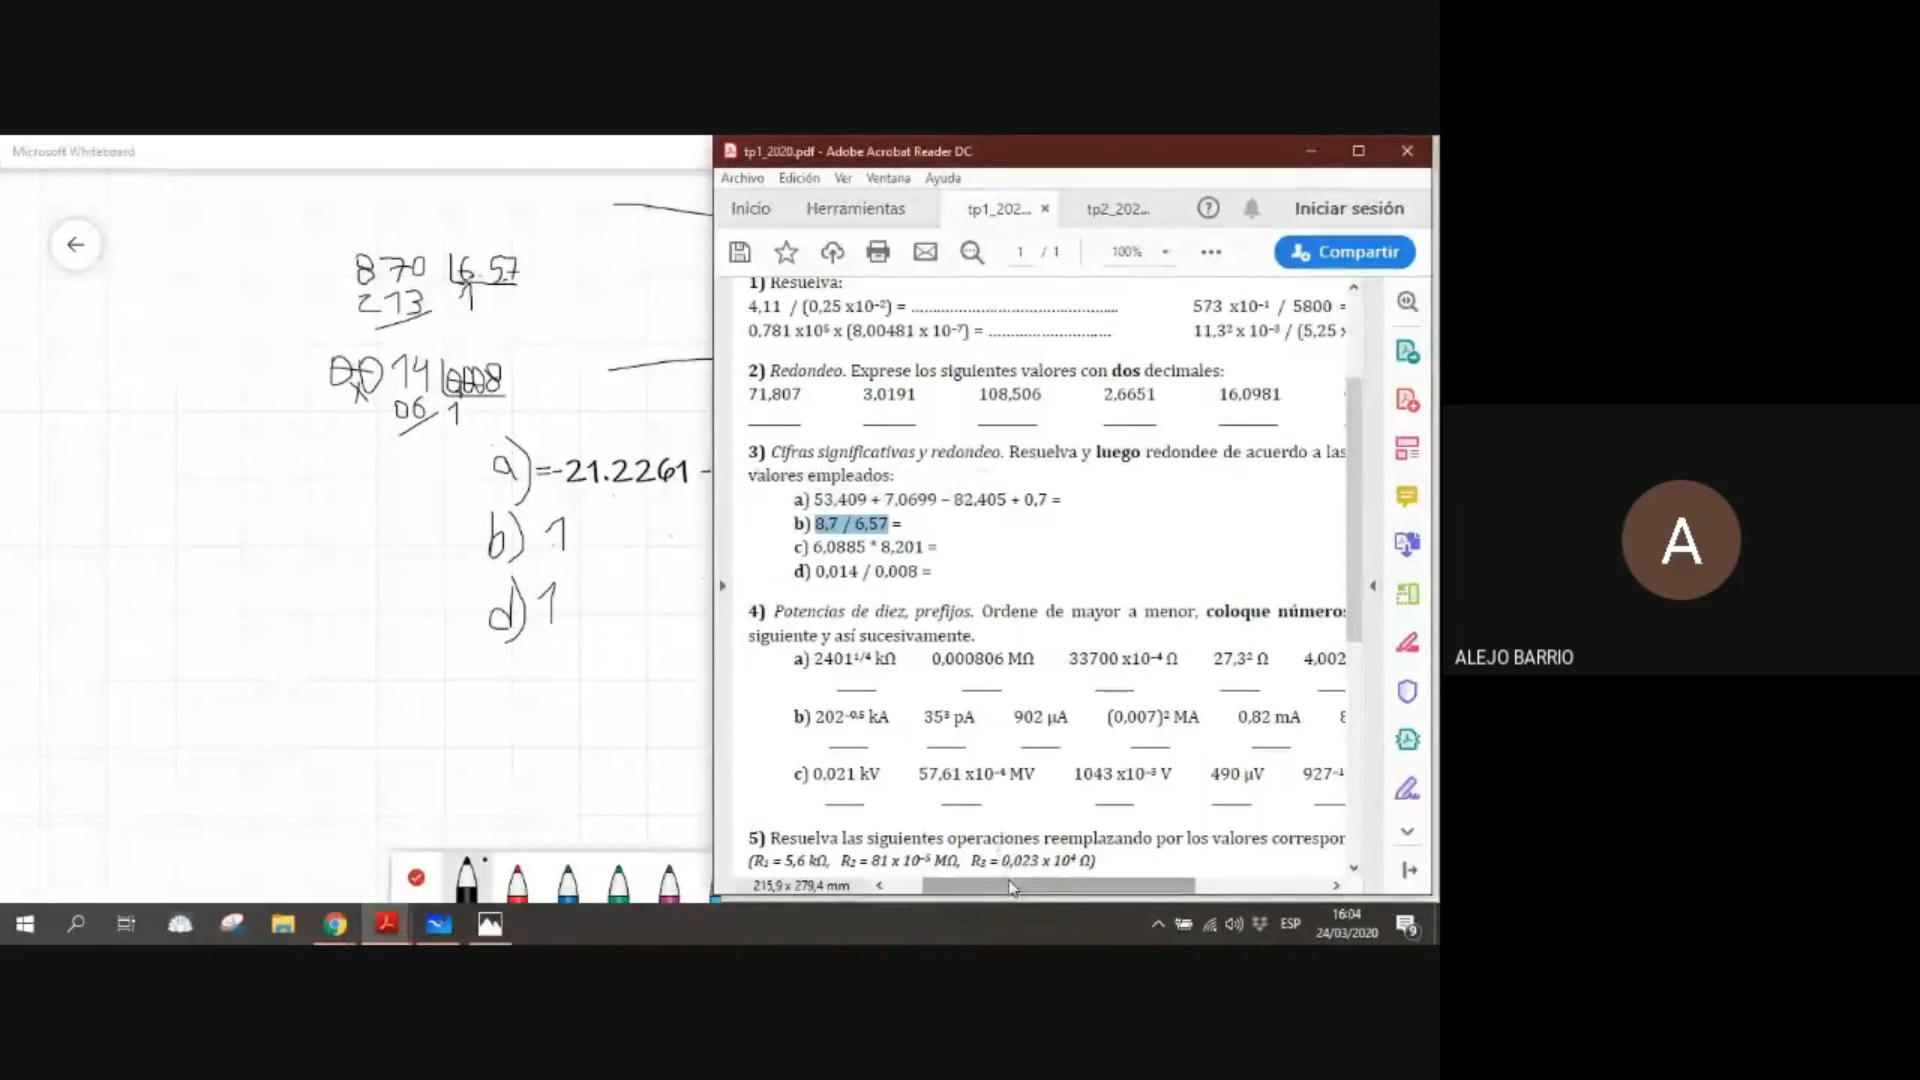 Microsoft Whiteboard
870 6.57
213 1
14 0,008
06 1
a) =-21.2261 -
b) 1
d) 1
tp1_2020.pdf - Adobe Acrobat Reader DC
Archivo Edición Ver Ventana Ayuda
Inicio Herramientas tp1_202... × tp2_202... Iniciar sesión
1 / 1 100% Compartir
1) Resuelva:
4,11 / (0,25 x10⁻²) = ................................................ 573 x10⁻¹ / 5800 =
0,781 x10⁵ x (8,00481 x 10⁻⁷) = ............................ 11,3² x 10⁻³ / (5,25 x
2) Redondeo. Exprese los siguientes valores con dos decimales:
71,807 3,0191 108,506 2,6651 16,0981
3) Cifras significativas y redondeo. Resuelva y luego redondee de acuerdo a las
valores empleados:
a) 53,409 + 7,0699 – 82,405 + 0,7 =
b) 8,7 / 6,57 =
c) 6,0885 * 8,201 =
d) 0,014 / 0,008 =
4) Potencias de diez, prefijos. Ordene de mayor a menor, coloque números
siguiente y así sucesivamente.
a) 2401¹/⁴ kΩ 0,000806 MΩ 33700 x10⁻⁴ Ω 27,3² Ω 4,002
b) 202⁻⁰·⁵ kA 35³ pA 902 µA (0,007)² MA 0,82 mA
c) 0,021 kV 57,61 x10⁻⁴ MV 1043 x10⁻³ V 490 µV 927⁻¹
5) Resuelva las siguientes operaciones reemplazando por los valores correspon
(R₁ = 5,6 kΩ, R₂ = 81 x 10⁻⁵ MΩ, R₃ = 0,023 x 10⁴ Ω)
215,9 x 279,4 mm
A
ALEJO BARRIO
ESP
16:04
24/03/2020
9